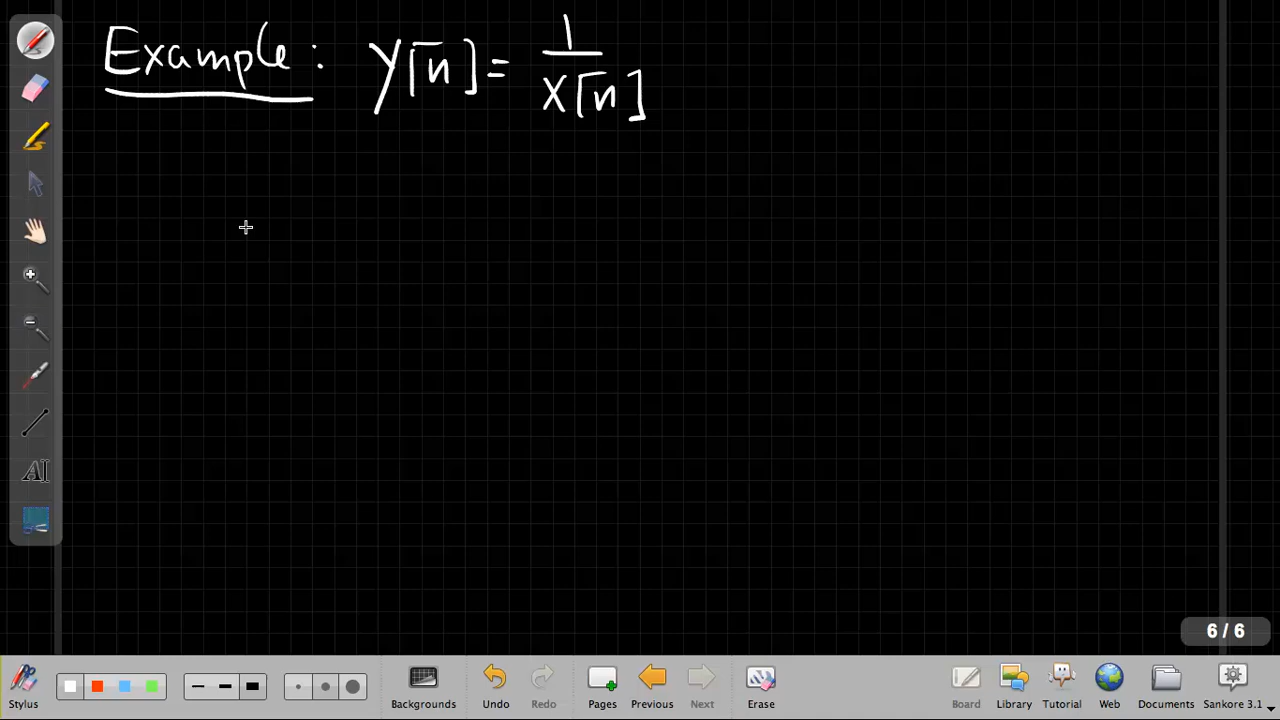 Example: y[n] = 1 / x[n]
AI
6 / 6
Stylus
Backgrounds
Undo
Redo
Pages
Previous
Next
Erase
Board
Library
Tutorial
Web
Documents
Sankore 3.1